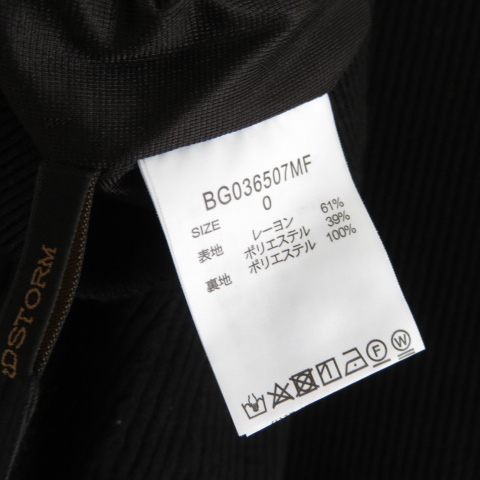 BG036507MF
SIZE 0
表地 レーヨン 61%
ポリエステル 39%
裏地 ポリエステル 100%
F W
DSTORM